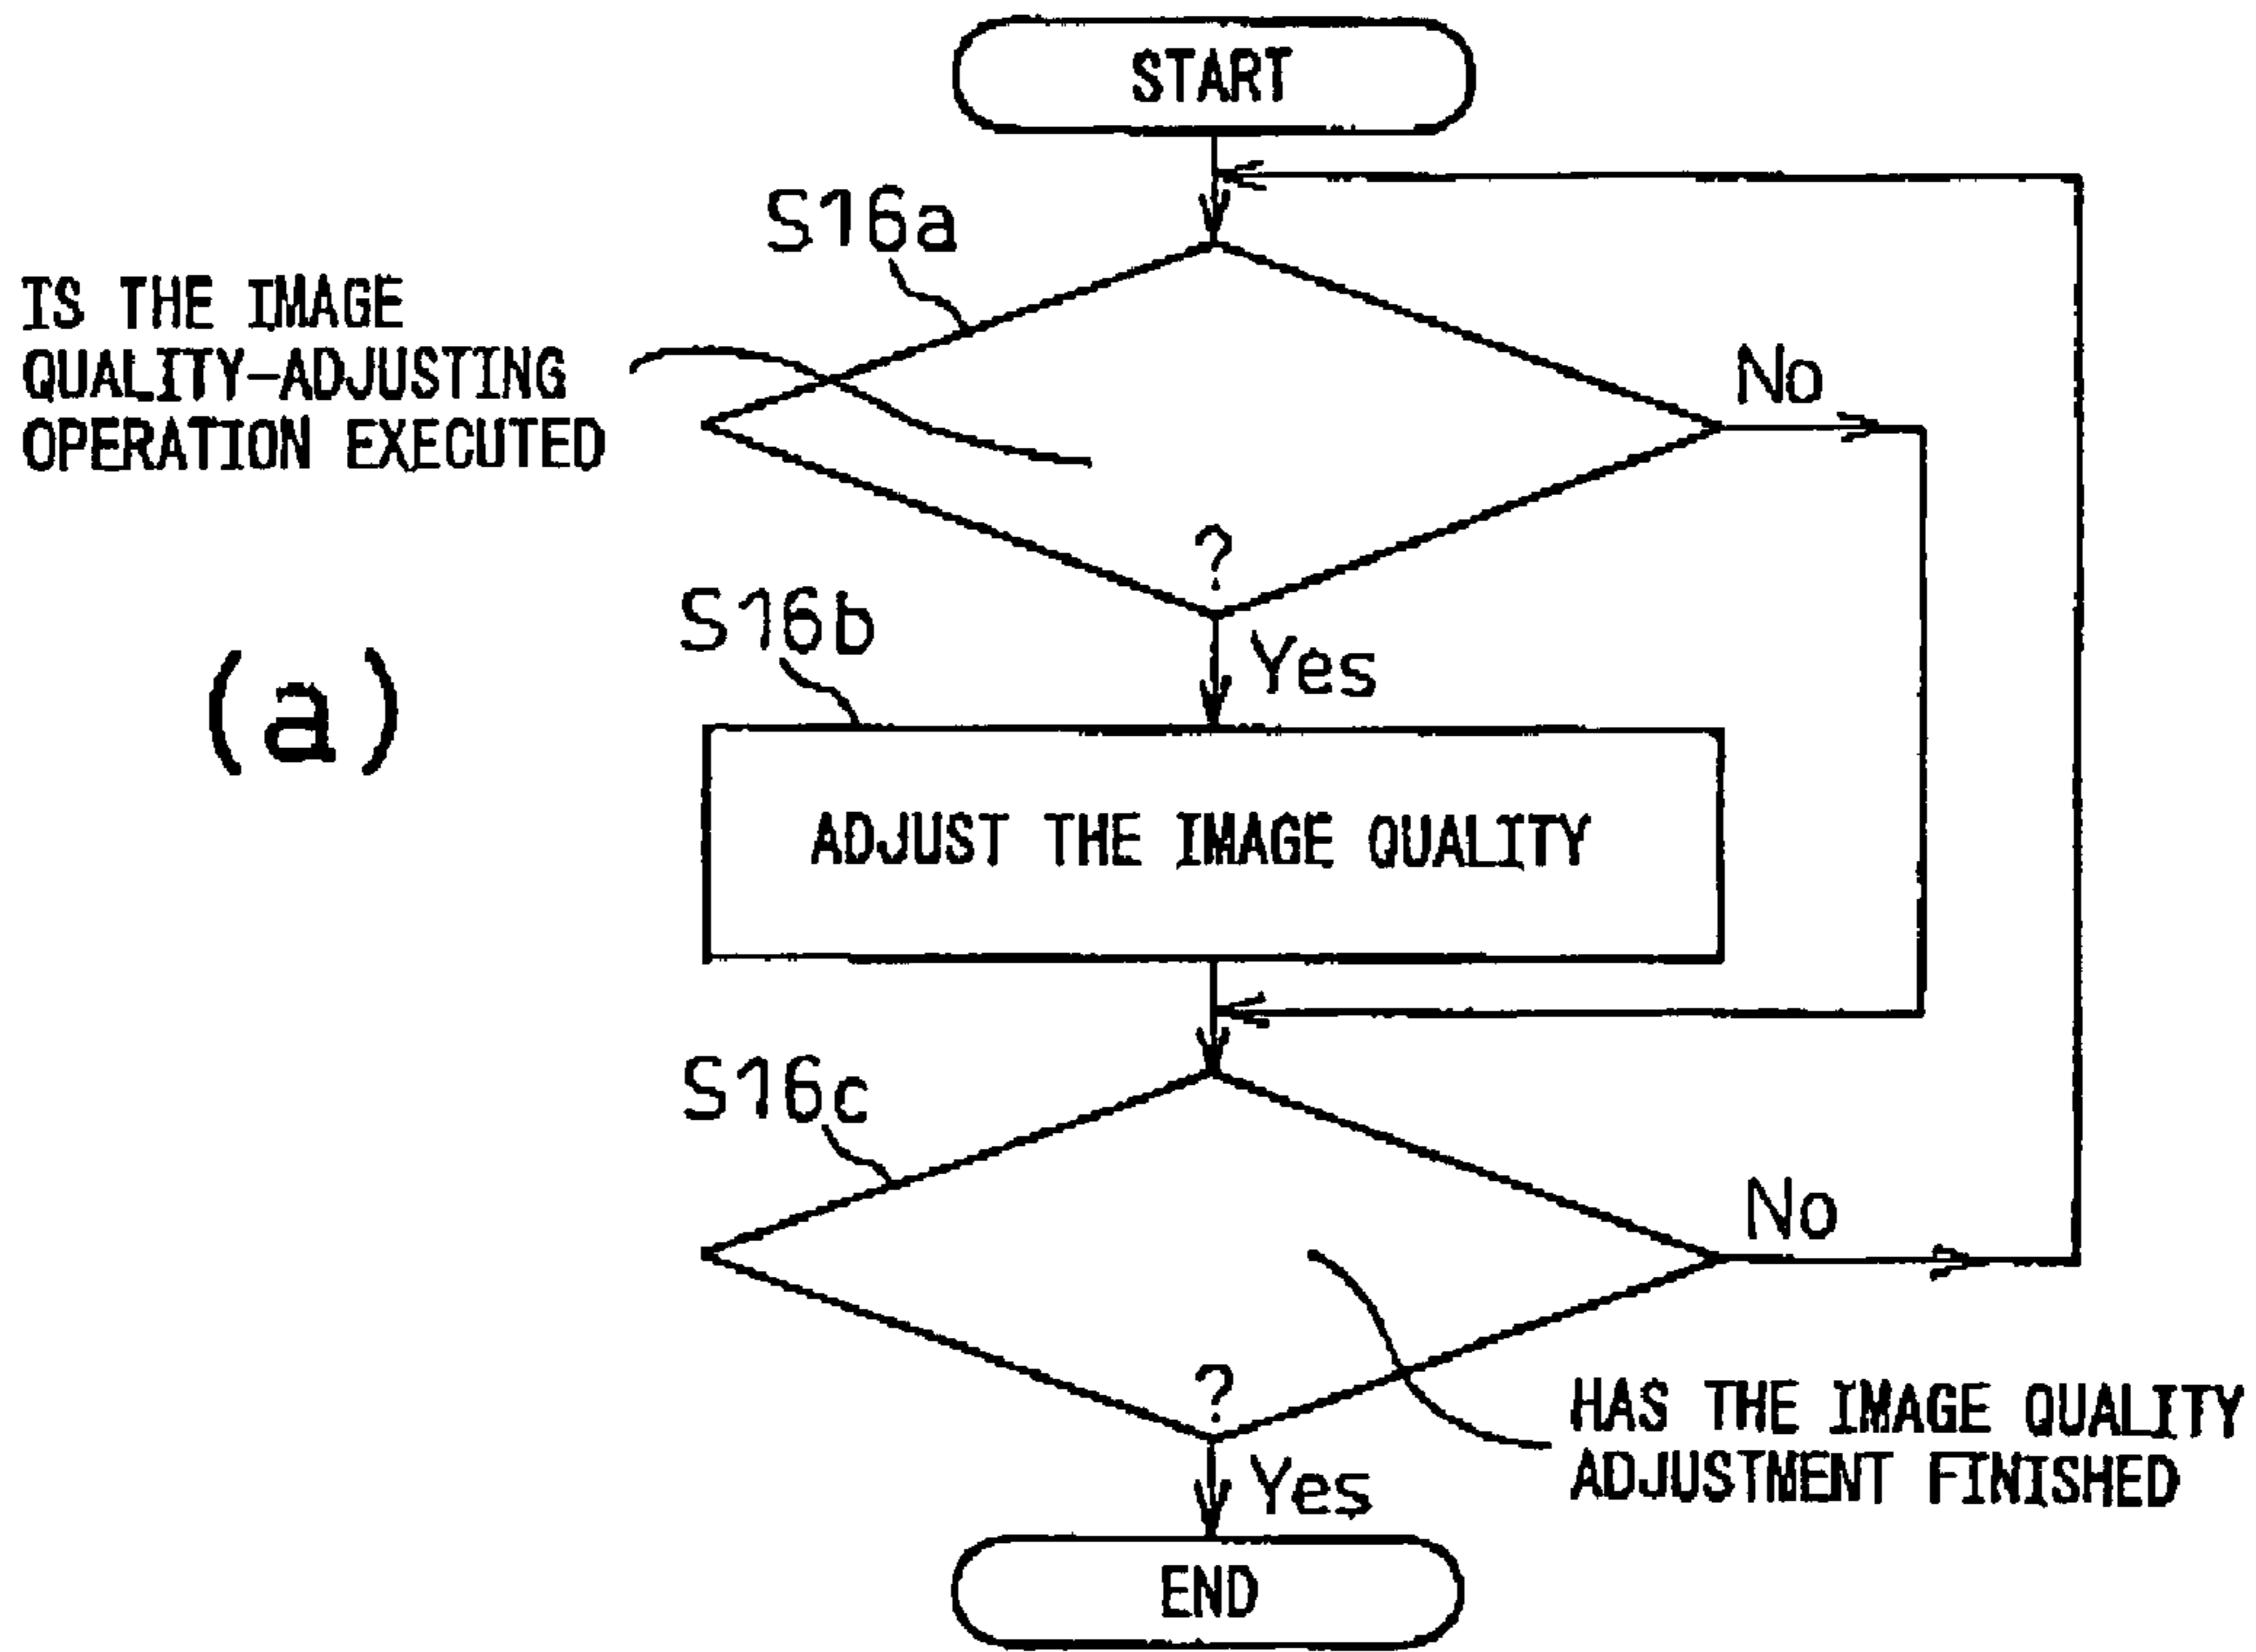 START
S16a
IS THE IMAGE
QUALITY-ADJUSTING
OPERATION EXECUTED
No
?
S16b
Yes
(a)
ADJUST THE IMAGE QUALITY
S16c
No
?
HAS THE IMAGE QUALITY
ADJUSTMENT FINISHED
Yes
END